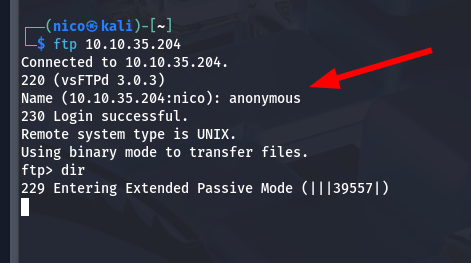 ┌──(nico㉿kali)-[~]
└─$ ftp 10.10.35.204
Connected to 10.10.35.204.
220 (vsFTPd 3.0.3)
Name (10.10.35.204:nico): anonymous
230 Login successful.
Remote system type is UNIX.
Using binary mode to transfer files.
ftp> dir
229 Entering Extended Passive Mode (|||39557|)